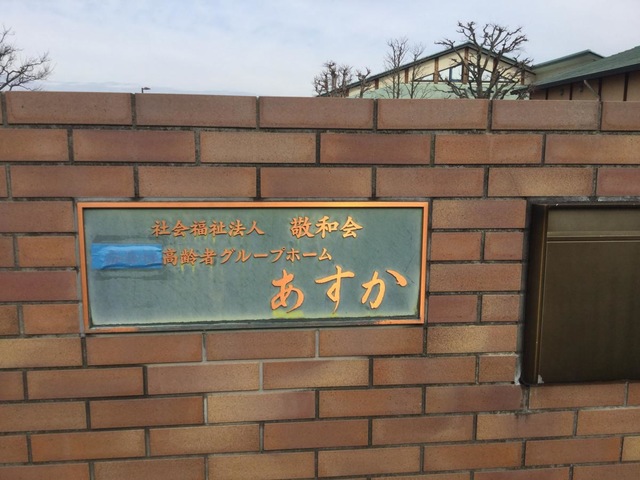 社会福祉法人 敬和会
高齢者グループホーム
あすか